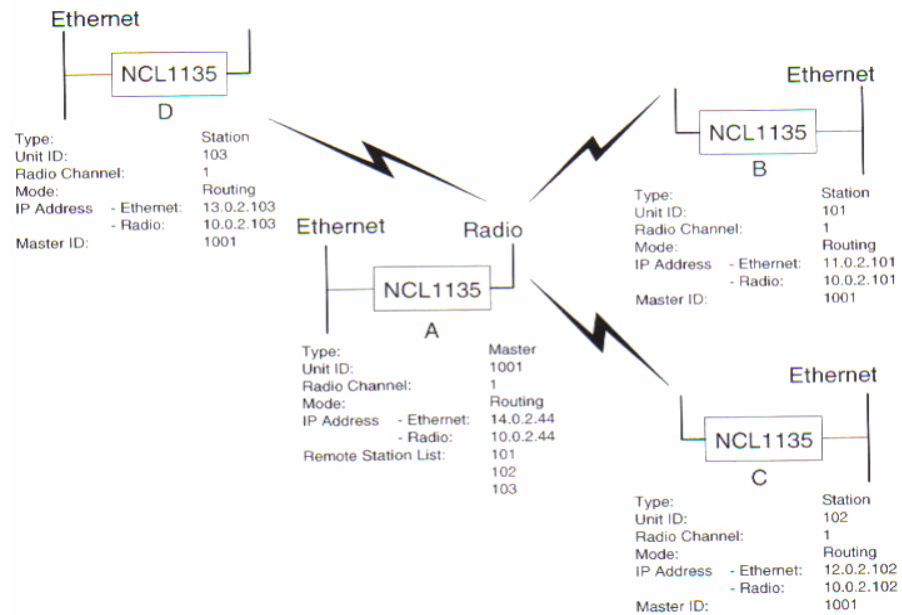 Ethernet
NCL1135
D
Type: Station
Unit ID: 103
Radio Channel: 1
Mode: Routing
IP Address - Ethernet: 13.0.2.103
- Radio: 10.0.2.103
Master ID: 1001
Ethernet
NCL1135
B
Type: Station
Unit ID: 101
Radio Channel: 1
Mode: Routing
IP Address - Ethernet: 11.0.2.101
- Radio: 10.0.2.101
Master ID: 1001
Ethernet Radio
NCL1135
A
Type: Master
Unit ID: 1001
Radio Channel: 1
Mode: Routing
IP Address - Ethernet: 14.0.2.44
- Radio: 10.0.2.44
Remote Station List: 101
102
103
Ethernet
NCL1135
C
Type: Station
Unit ID: 102
Radio Channel: 1
Mode: Routing
IP Address - Ethernet: 12.0.2.102
- Radio: 10.0.2.102
Master ID: 1001